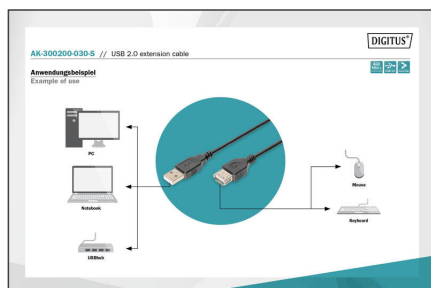 DIGITUS®
AK-300200-030-S // USB 2.0 extension cable
Anwendungsbeispiel
Example of use
PC
Notebook
USBhub
Mouse
Keyboard